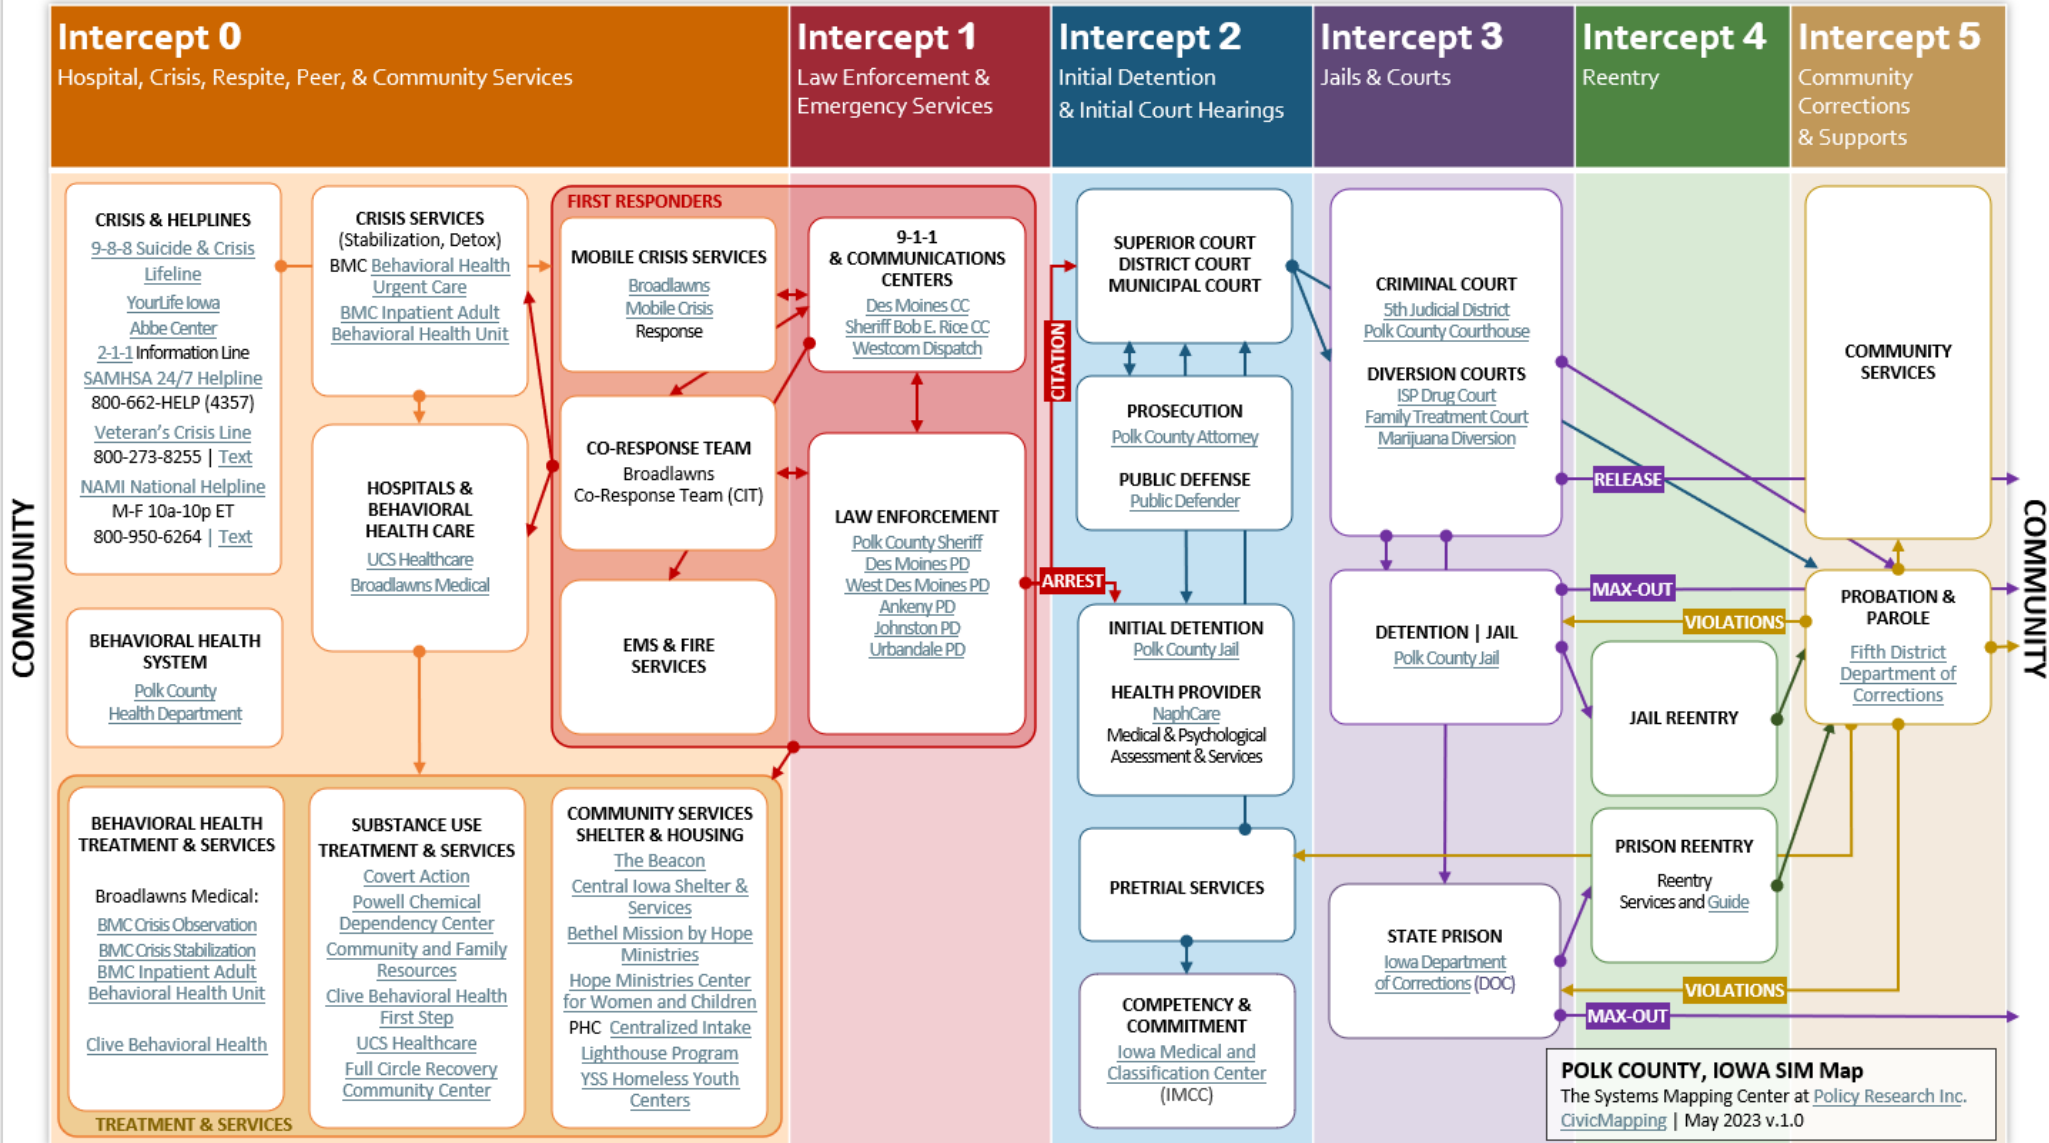 Intercept 0
Hospital, Crisis, Respite, Peer, & Community Services
Intercept 1
Law Enforcement &
Emergency Services
Intercept 2
Initial Detention
& Initial Court Hearings
Intercept 3
Jails & Courts
Intercept 4
Reentry
Intercept 5
Community
Corrections
& Supports
COMMUNITY
CRISIS & HELPLINES
9-8-8 Suicide & Crisis
Lifeline
YourLife Iowa
Abbe Center
2-1-1 Information Line
SAMHSA 24/7 Helpline
800-662-HELP (4357)
Veteran's Crisis Line
800-273-8255 | Text
NAMI National Helpline
M-F 10a-10p ET
800-950-6264 | Text
BEHAVIORAL HEALTH
SYSTEM
Polk County
Health Department
CRISIS SERVICES
(Stabilization, Detox)
BMC Behavioral Health
Urgent Care
BMC Inpatient Adult
Behavioral Health Unit
HOSPITALS &
BEHAVIORAL
HEALTH CARE
UCS Healthcare
Broadlawns Medical
FIRST RESPONDERS
MOBILE CRISIS SERVICES
Broadlawns
Mobile Crisis
Response
CO-RESPONSE TEAM
Broadlawns
Co-Response Team (CIT)
EMS & FIRE
SERVICES
9-1-1
& COMMUNICATIONS
CENTERS
Des Moines CC
Sheriff Bob E. Rice CC
Westcom Dispatch
LAW ENFORCEMENT
Polk County Sheriff
Des Moines PD
West Des Moines PD
Ankeny PD
Johnston PD
Urbandale PD
BEHAVIORAL HEALTH
TREATMENT & SERVICES
Broadlawns Medical:
BMC Crisis Observation
BMC Crisis Stabilization
BMC Inpatient Adult
Behavioral Health Unit
Clive Behavioral Health
SUBSTANCE USE
TREATMENT & SERVICES
Covert Action
Powell Chemical
Dependency Center
Community and Family
Resources
Clive Behavioral Health
First Step
UCS Healthcare
Full Circle Recovery
Community Center
COMMUNITY SERVICES
SHELTER & HOUSING
The Beacon
Central Iowa Shelter &
Services
Bethel Mission by Hope
Ministries
Hope Ministries Center
for Women and Children
PHC Centralized Intake
Lighthouse Program
YSS Homeless Youth
Centers
TREATMENT & SERVICES
CITATION
ARREST
SUPERIOR COURT
DISTRICT COURT
MUNICIPAL COURT
PROSECUTION
Polk County Attorney
PUBLIC DEFENSE
Public Defender
INITIAL DETENTION
Polk County Jail
HEALTH PROVIDER
NaphCare
Medical & Psychological
Assessment & Services
PRETRIAL SERVICES
COMPETENCY &
COMMITMENT
Iowa Medical and
Classification Center
(IMCC)
CRIMINAL COURT
5th Judicial District
Polk County Courthouse
DIVERSION COURTS
ISP Drug Court
Family Treatment Court
Marijuana Diversion
DETENTION | JAIL
Polk County Jail
STATE PRISON
Iowa Department
of Corrections (DOC)
RELEASE
MAX-OUT
VIOLATIONS
JAIL REENTRY
PRISON REENTRY
Reentry
Services and Guide
VIOLATIONS
MAX-OUT
COMMUNITY
SERVICES
PROBATION &
PAROLE
Fifth District
Department of
Corrections
COMMUNITY
POLK COUNTY, IOWA SIM Map
The Systems Mapping Center at Policy Research Inc.
CivicMapping | May 2023 v.1.0